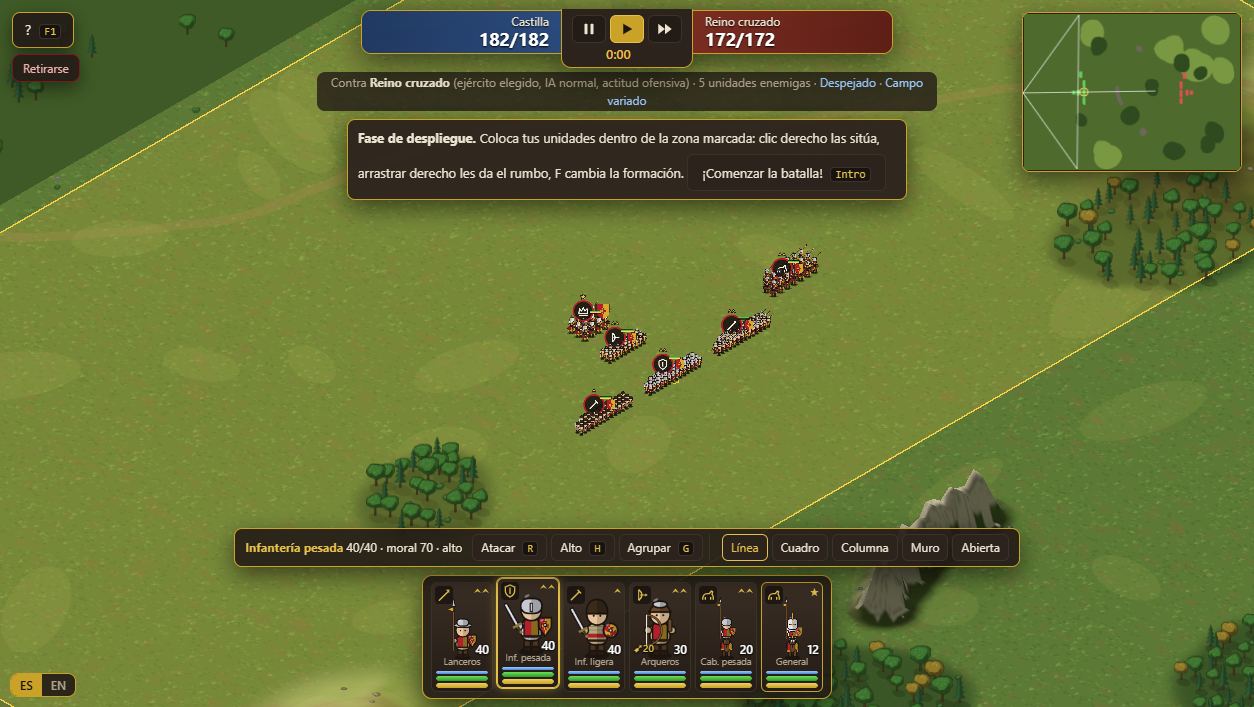 ? F1
Retirarse
Castilla
182/182
0:00
Reino cruzado
172/172
Contra Reino cruzado (ejército elegido, IA normal, actitud ofensiva) · 5 unidades enemigas · Despejado · Campo
variado
Fase de despliegue. Coloca tus unidades dentro de la zona marcada: clic derecho las sitúa,
arrastrar derecho les da el rumbo, F cambia la formación. ¡Comenzar la batalla! Intro
Infantería pesada 40/40 · moral 70 · alto Atacar R Alto H Agrupar G Línea Cuadro Columna Muro Abierta
40 40 40 20 30 20 12
Lanceros Inf. pesada Inf. ligera Arqueros Cab. pesada General
ES EN